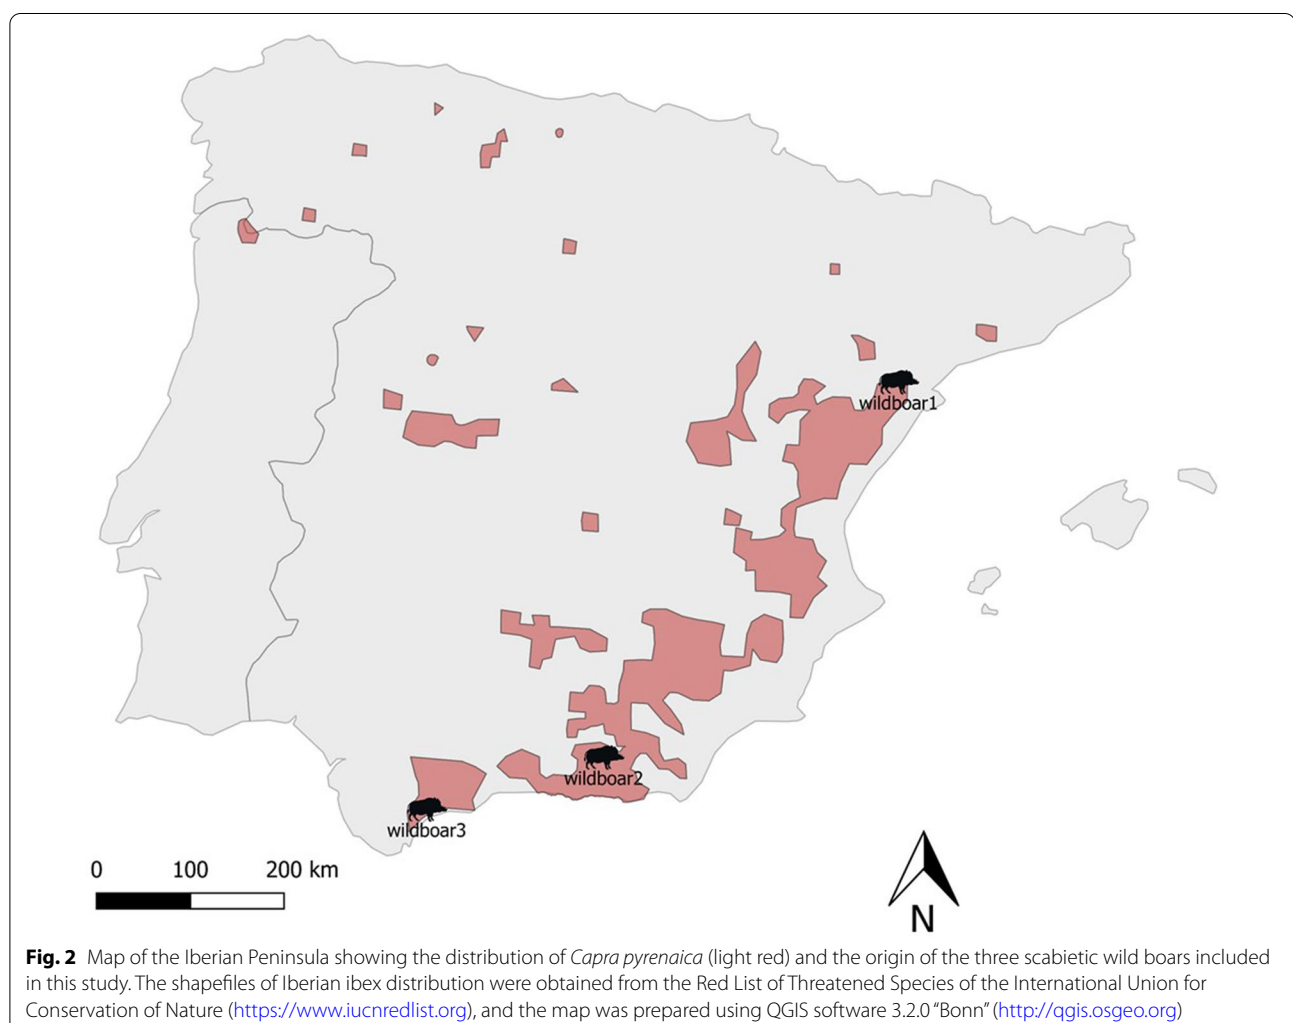 wildboar1
wildboar2
wildboar3
0 100 200 km
N
Fig. 2 Map of the Iberian Peninsula showing the distribution of Capra pyrenaica (light red) and the origin of the three scabietic wild boars included
in this study. The shapefiles of Iberian ibex distribution were obtained from the Red List of Threatened Species of the International Union for
Conservation of Nature (https://www.iucnredlist.org), and the map was prepared using QGIS software 3.2.0 “Bonn” (http://qgis.osgeo.org)